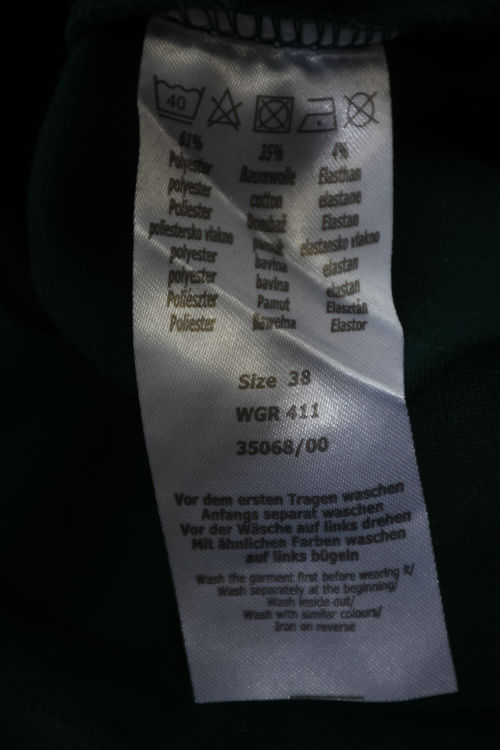 40
61% 35% 4%
Polyester Baumwolle Elasthan
polyester cotton elastane
Poliester Bombaž Elastan
poliestersko vlakno pamuk elastansko vlakno
polyester bavlna elastan
polyester bavlna elastan
Poliészter Pamut Elasztán
Poliester Elastor
Size 38
WGR 411
35068/00
Vor dem ersten Tragen waschen
Anfangs separat waschen
Vor der Wäsche auf links drehen
Mit ähnlichen Farben waschen
auf links bügeln
Wash the garment first before wearing it/
Wash separately at the beginning/
Wash inside out/
Wash with similar colours/
Iron on reverse